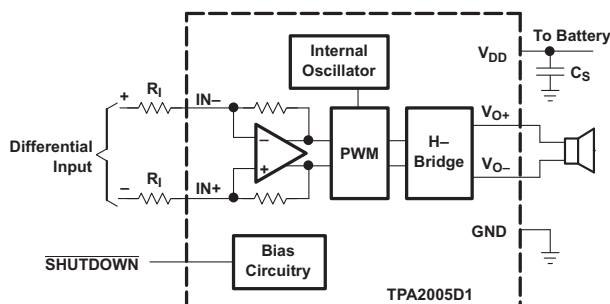 To Battery
Internal
Oscillator
VDD
CS
+
RI
IN−
VO+
Differential
Input
−
+
PWM
H−
Bridge
VO−
−
RI
IN+
GND
SHUTDOWN
Bias
Circuitry
TPA2005D1